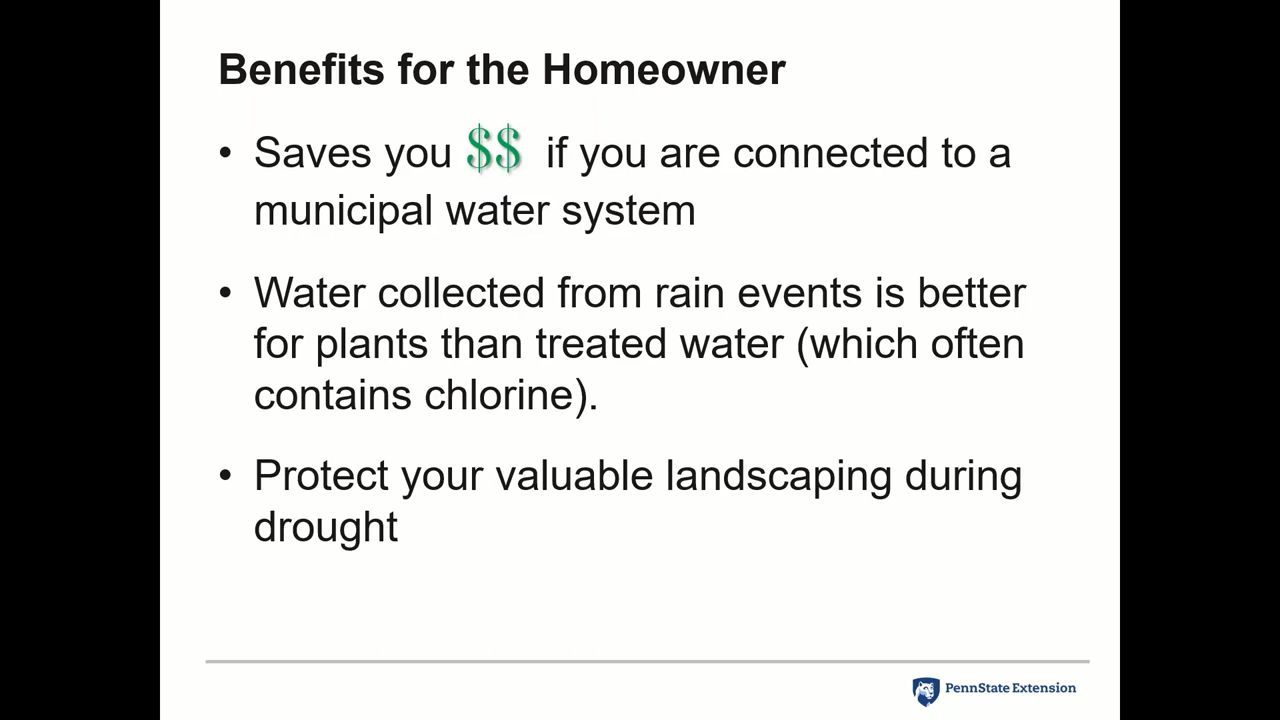 Benefits for the Homeowner
• Saves you $$ if you are connected to a
municipal water system
• Water collected from rain events is better
for plants than treated water (which often
contains chlorine).
• Protect your valuable landscaping during
drought
PennState Extension